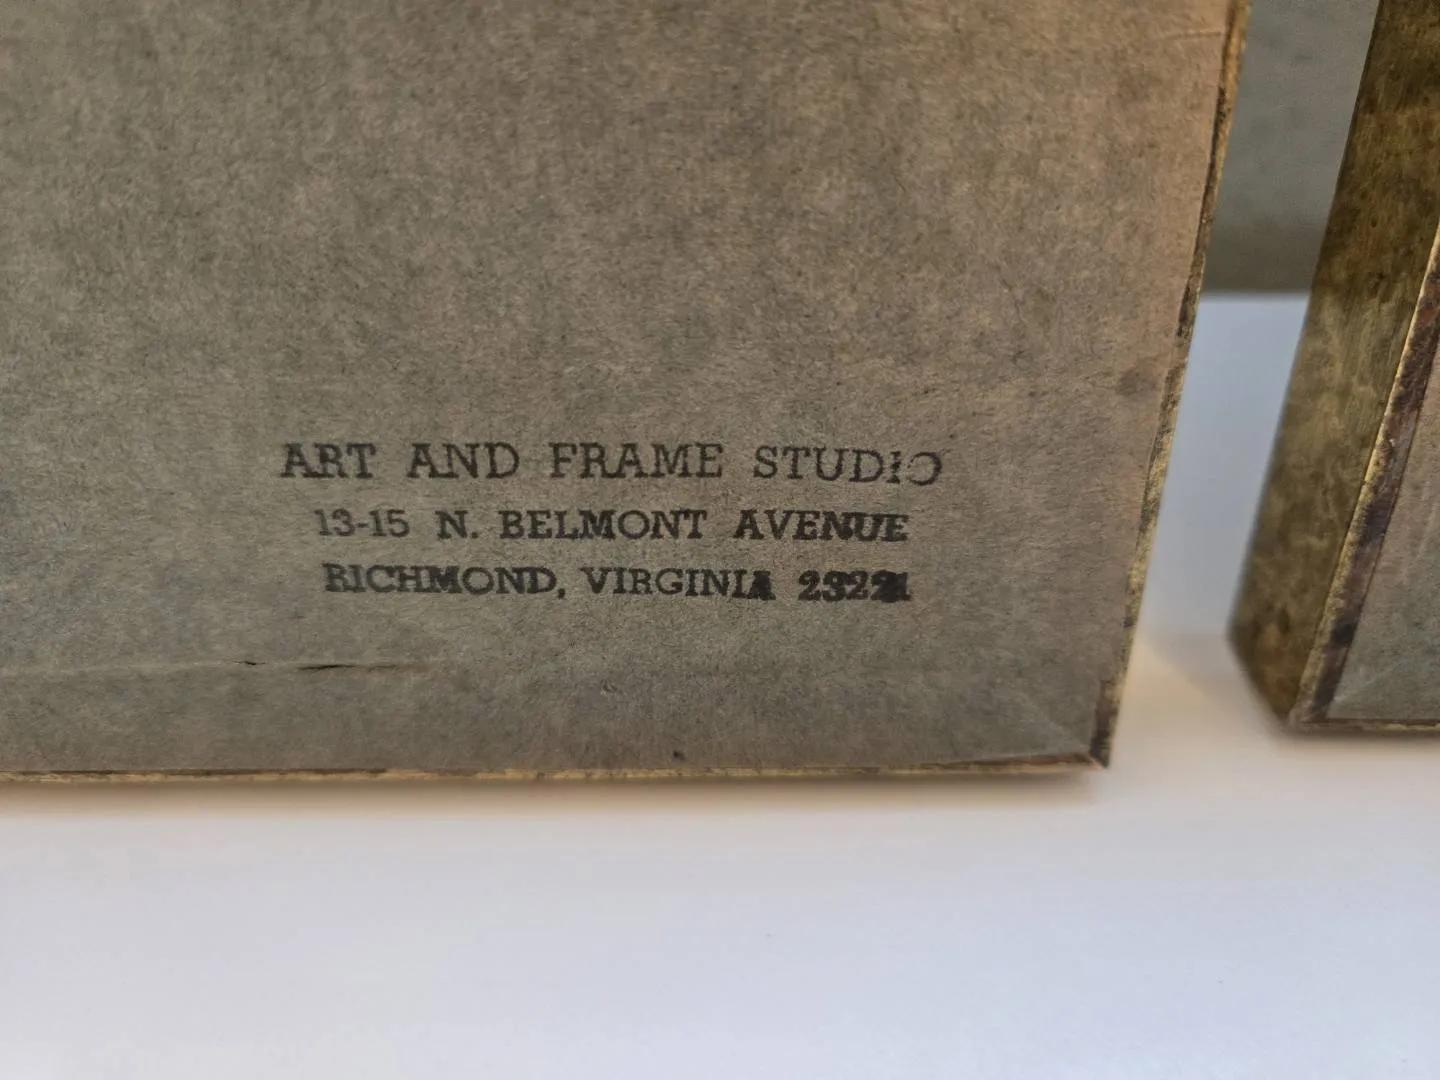 ART AND FRAME STUDIO
13-15 N. BELMONT AVENUE
RICHMOND, VIRGINIA 23221